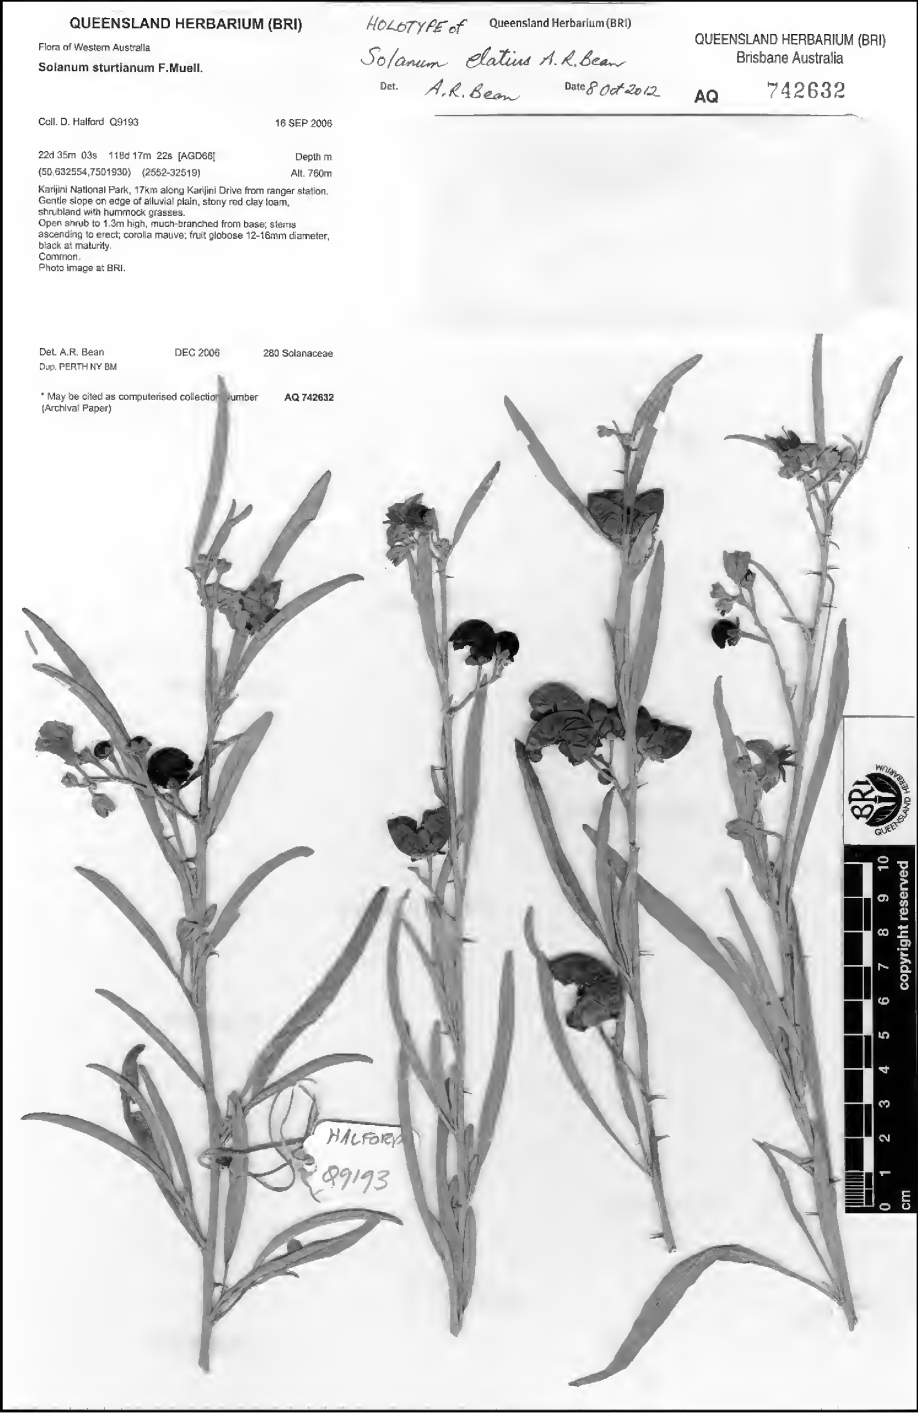 QUEENSLAND HERBARIUM (BRI)
Flora of Western Australia
Solanum sturtianum F.Muell.
Coll. D. Halford Q9193 16 SEP 2006
22d 35m 03s 118d 17m 22s [AGD66] Depth m
(50,632554,7501930) (2552-32519) Alt. 760m
Karijini National Park, 17km along Karijini Drive from ranger station.
Gentle slope on edge of alluvial plain, stony red clay loam,
shrubland with hummock grasses.
Open shrub to 1.3m high, much-branched from base; stems
ascending to erect; corolla mauve; fruit globose 12-16mm diameter,
black at maturity.
Common.
Photo image at BRI.
Det. A.R. Bean DEC 2006 280 Solanaceae
Dup. PERTH NY BM
* May be cited as computerised collection number AQ 742632
(Archival Paper)
HOLOTYPE of Queensland Herbarium (BRI)
Solanum elatius A.R.Bean
Det. A.R. Bean Date 8 Oct 2012
QUEENSLAND HERBARIUM (BRI)
Brisbane Australia
AQ 742632
HALFORD
Q9193
BRI
QUEENSLAND HERBARIUM
0 1 2 3 4 5 6 7 8 9 10
cm copyright reserved